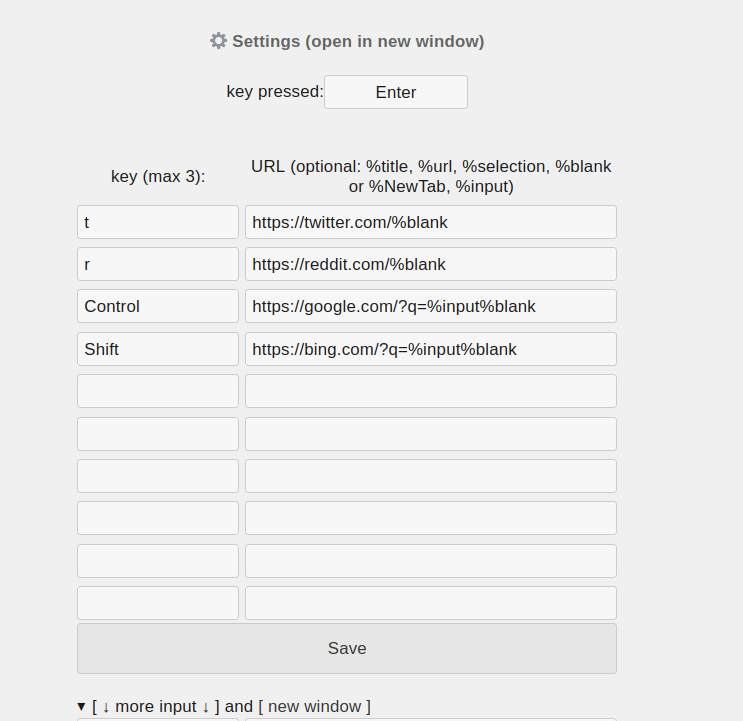 Settings (open in new window)
key pressed: Enter
key (max 3):
URL (optional: %title, %url, %selection, %blank
or %NewTab, %input)
t https://twitter.com/%blank
r https://reddit.com/%blank
Control https://google.com/?q=%input%blank
Shift https://bing.com/?q=%input%blank
Save
▼ [ ↓ more input ↓ ] and [ new window ]